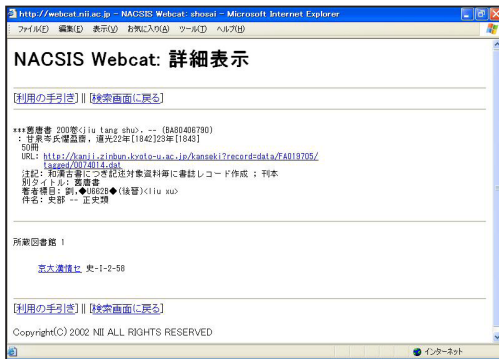 http://webcat.nii.ac.jp - NACSIS Webcat: shosai - Microsoft Internet Explorer
ファイル(F) 編集(E) 表示(V) お気に入り(A) ツール(T) ヘルプ(H)
NACSIS Webcat: 詳細表示
[利用の手引き] || [検索画面に戻る]
***舊唐書 200巻<jiu tang shu>. -- (BA80406790)
: 甘泉岑氏懼盈齋, 道光22年[1842]23年[1843]
50冊
URL: http://kanji.zinbun.kyoto-u.ac.jp/kanseki?record=data/FA019705/
tagged/0074014.dat
注記: 和漢古書につき記述対象資料毎に書誌レコード作成 ; 刊本
別タイトル: 舊唐書
著者標目: 劉,◆U662B◆(後晉)<liu xu>
件名: 史部 -- 正史類
所蔵図書館 1
京大漢情セ 史-I-2-58
[利用の手引き] || [検索画面に戻る]
Copyright(C) 2002 NII ALL RIGHTS RESERVED
インターネット